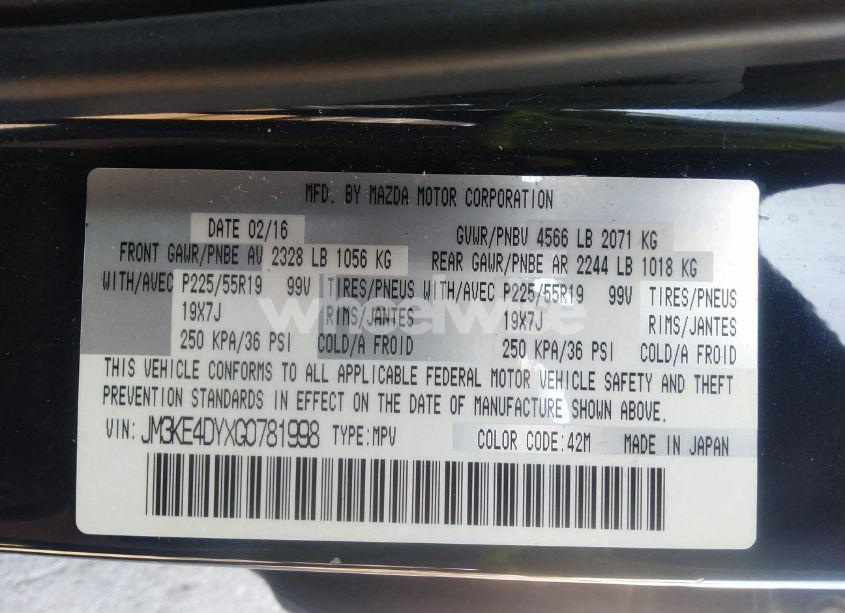 MFD. BY MAZDA MOTOR CORPORATION
DATE 02/16 GVWR/PNBV 4566 LB 2071 KG
FRONT GAWR/PNBE AV 2328 LB 1056 KG REAR GAWR/PNBE AR 2244 LB 1018 KG
WITH/AVEC P225/55R19 99V TIRES/PNEUS WITH/AVEC P225/55R19 99V TIRES/PNEUS
19X7J RIMS/JANTES 19X7J RIMS/JANTES
250 KPA/36 PSI COLD/A FROID 250 KPA/36 PSI COLD/A FROID
wheelwise
THIS VEHICLE CONFORMS TO ALL APPLICABLE FEDERAL MOTOR VEHICLE SAFETY AND THEFT
PREVENTION STANDARDS IN EFFECT ON THE DATE OF MANUFACTURE SHOWN ABOVE.
VIN: JM3KE4DYXG0781998 TYPE:MPV COLOR CODE:42M MADE IN JAPAN